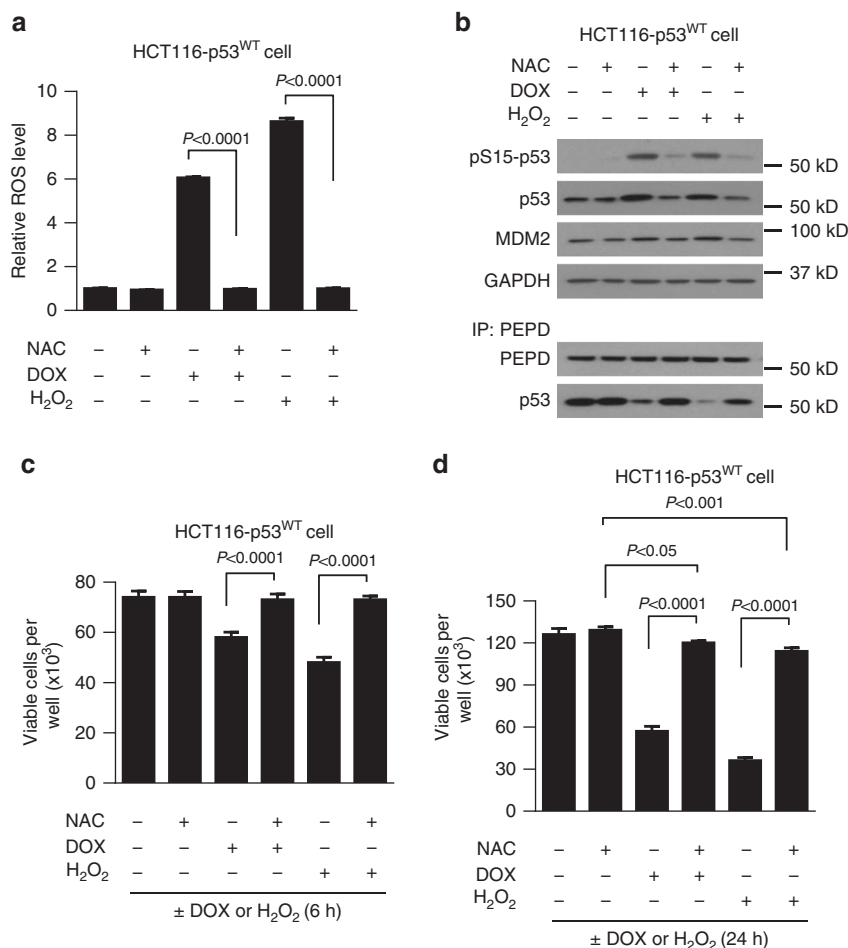 a
HCT116-p53WT cell
P<0.0001
P<0.0001
Relative ROS level
10
8
6
4
2
0
NAC – + – + – +
DOX – – + + – –
H2O2 – – – – + +
b
HCT116-p53WT cell
NAC – + – + – +
DOX – – + + – –
H2O2 – – – – + +
pS15-p53
50 kD
p53
50 kD
MDM2
100 kD
GAPDH
37 kD
IP: PEPD
PEPD
50 kD
p53
50 kD
c
HCT116-p53WT cell
P<0.0001 P<0.0001
Viable cells per
well (x10³)
80
60
40
20
0
NAC – + – + – +
DOX – – + + – –
H2O2 – – – – + +
± DOX or H2O2 (6 h)
d
HCT116-p53WT cell
P<0.001
P<0.05
P<0.0001 P<0.0001
Viable cells per
well (x10³)
150
120
90
60
30
0
NAC – + – + – +
DOX – – + + – –
H2O2 – – – – + +
± DOX or H2O2 (24 h)